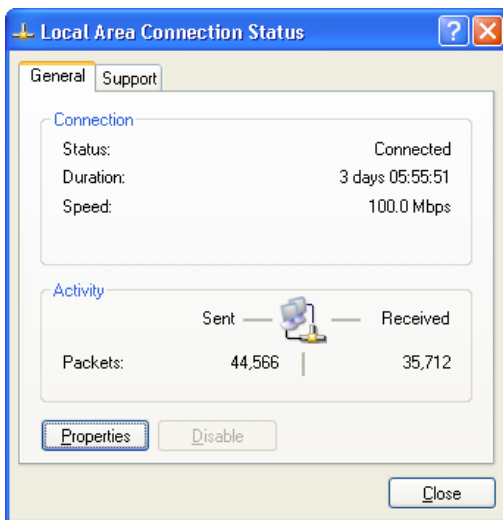 Local Area Connection Status
General Support
Connection
Status: Connected
Duration: 3 days 05:55:51
Speed: 100.0 Mbps
Activity
Sent Received
Packets: 44,566 35,712
Properties Disable
Close